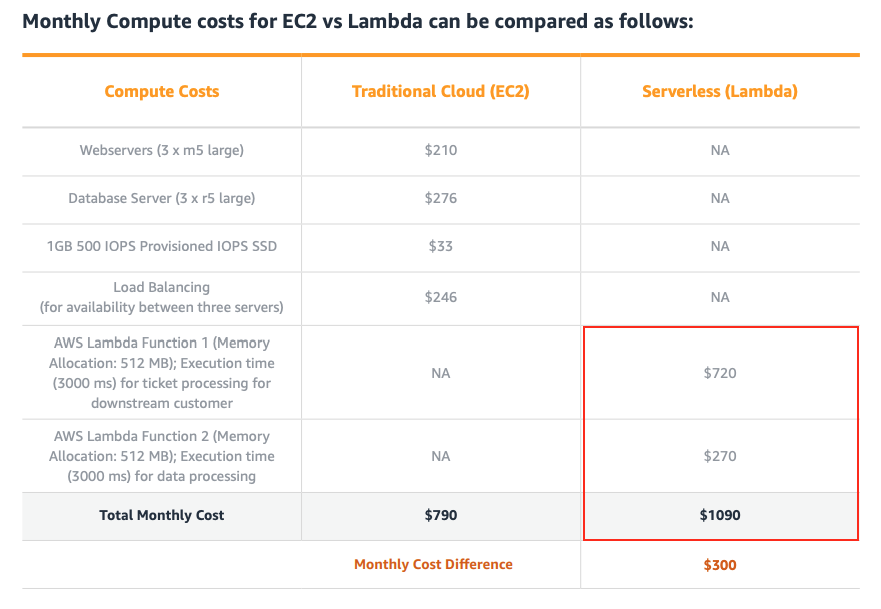 Monthly Compute costs for EC2 vs Lambda can be compared as follows:
Compute Costs Traditional Cloud (EC2) Serverless (Lambda)
Webservers (3 x m5 large) $210 NA
Database Server (3 x r5 large) $276 NA
1GB 500 IOPS Provisioned IOPS SSD $33 NA
Load Balancing
(for availability between three servers) $246 NA
AWS Lambda Function 1 (Memory
Allocation: 512 MB); Execution time
(3000 ms) for ticket processing for
downstream customer NA $720
AWS Lambda Function 2 (Memory
Allocation: 512 MB); Execution time
(3000 ms) for data processing NA $270
Total Monthly Cost $790 $1090
Monthly Cost Difference $300